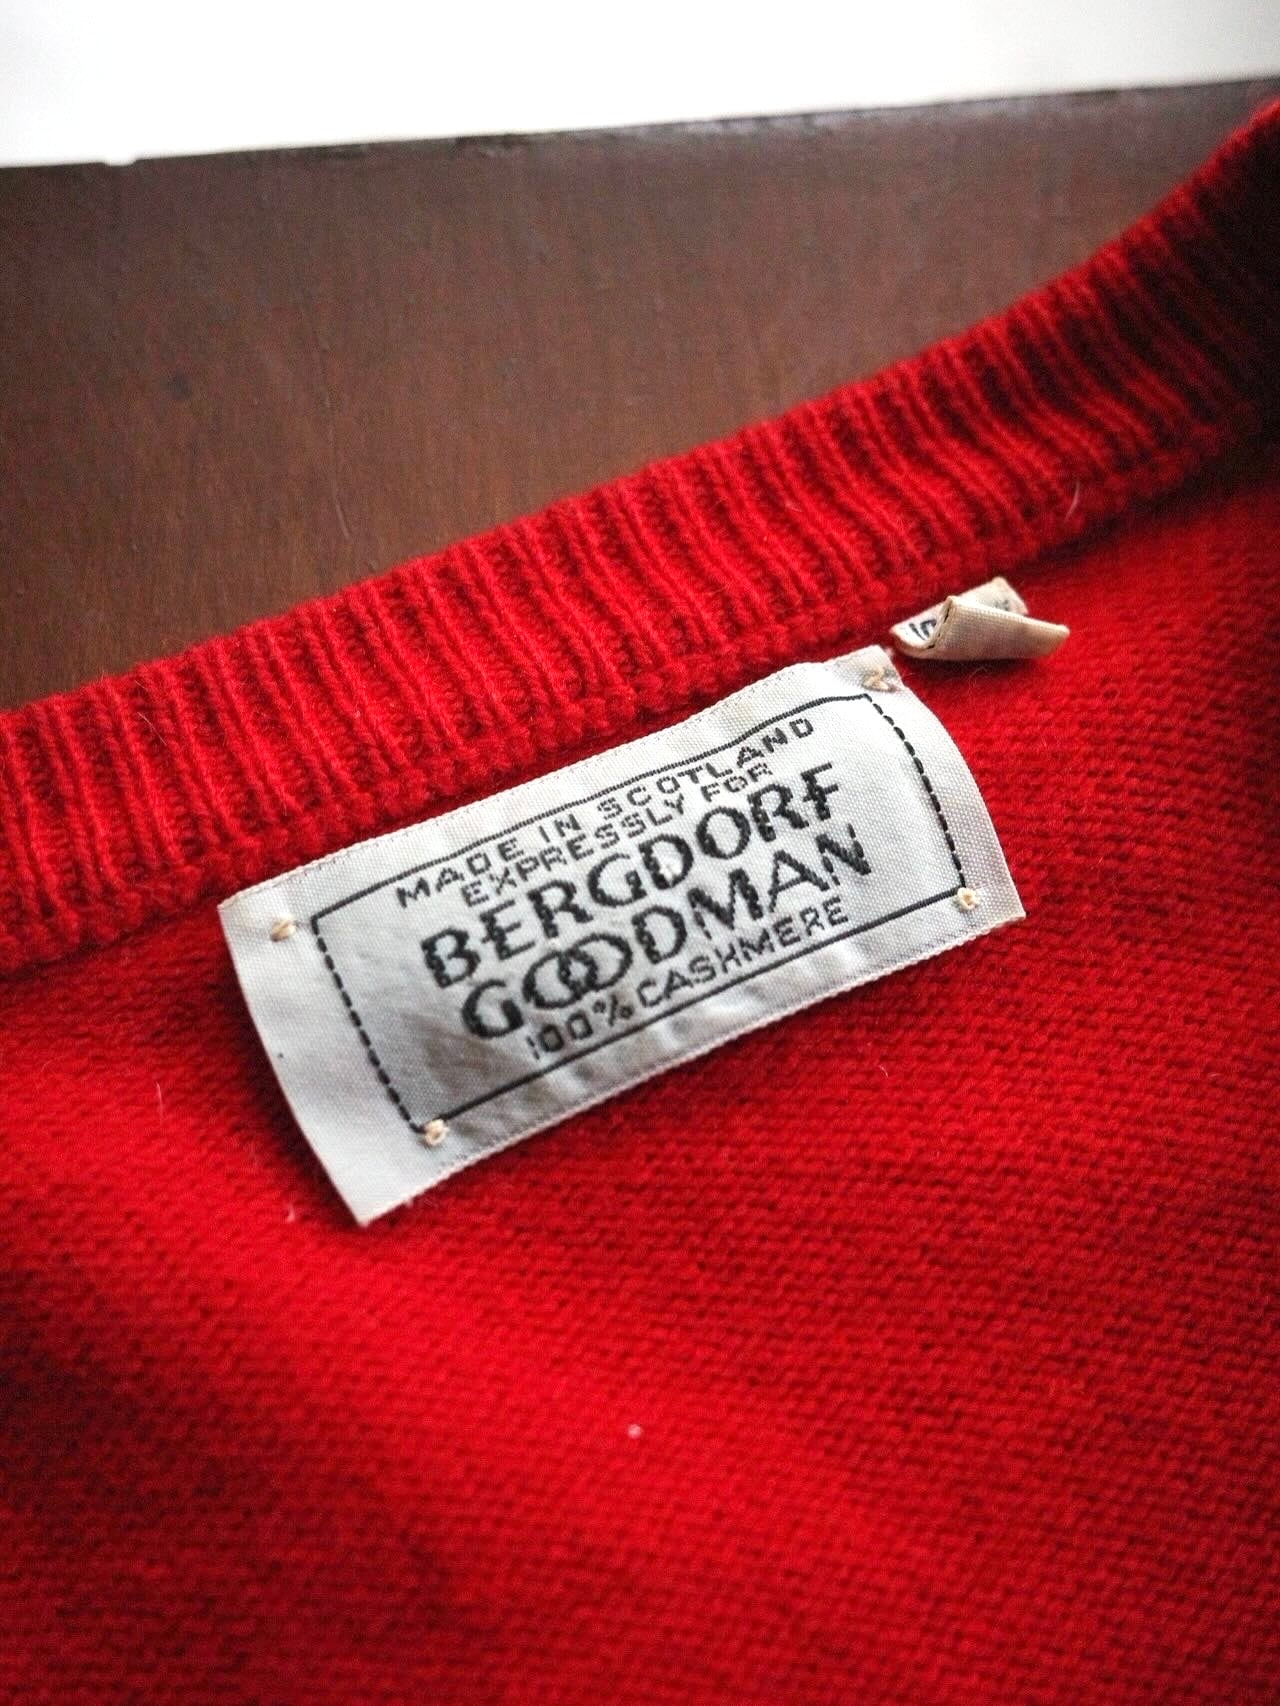 MADE IN SCOTLAND
EXPRESSLY FOR
BERGDORF
GOODMAN
100% CASHMERE